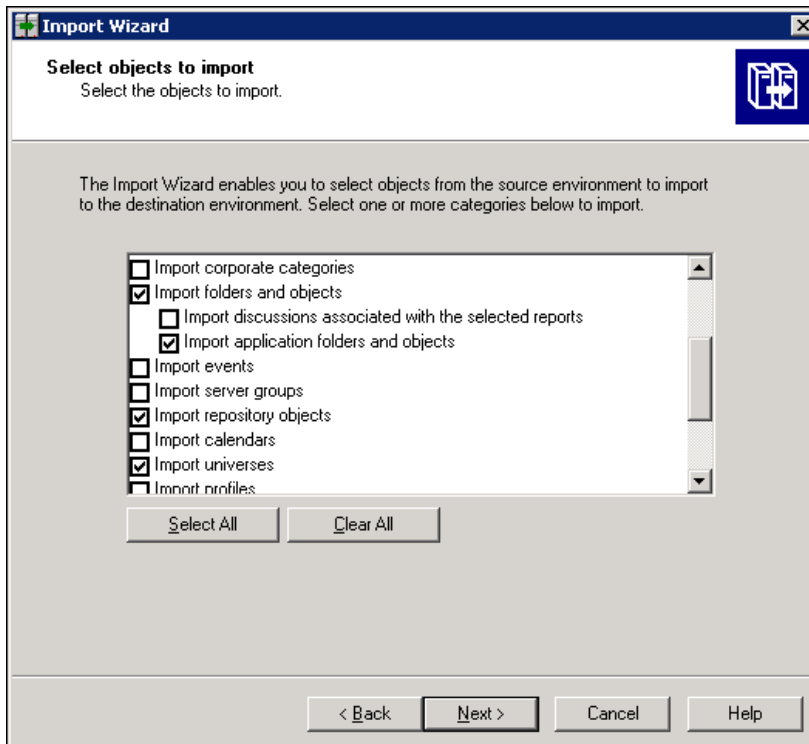 Import Wizard
Select objects to import
Select the objects to import.
The Import Wizard enables you to select objects from the source environment to import
to the destination environment. Select one or more categories below to import.
Import corporate categories
Import folders and objects
Import discussions associated with the selected reports
Import application folders and objects
Import events
Import server groups
Import repository objects
Import calendars
Import universes
Import profiles
Select All
Clear All
< Back
Next >
Cancel
Help